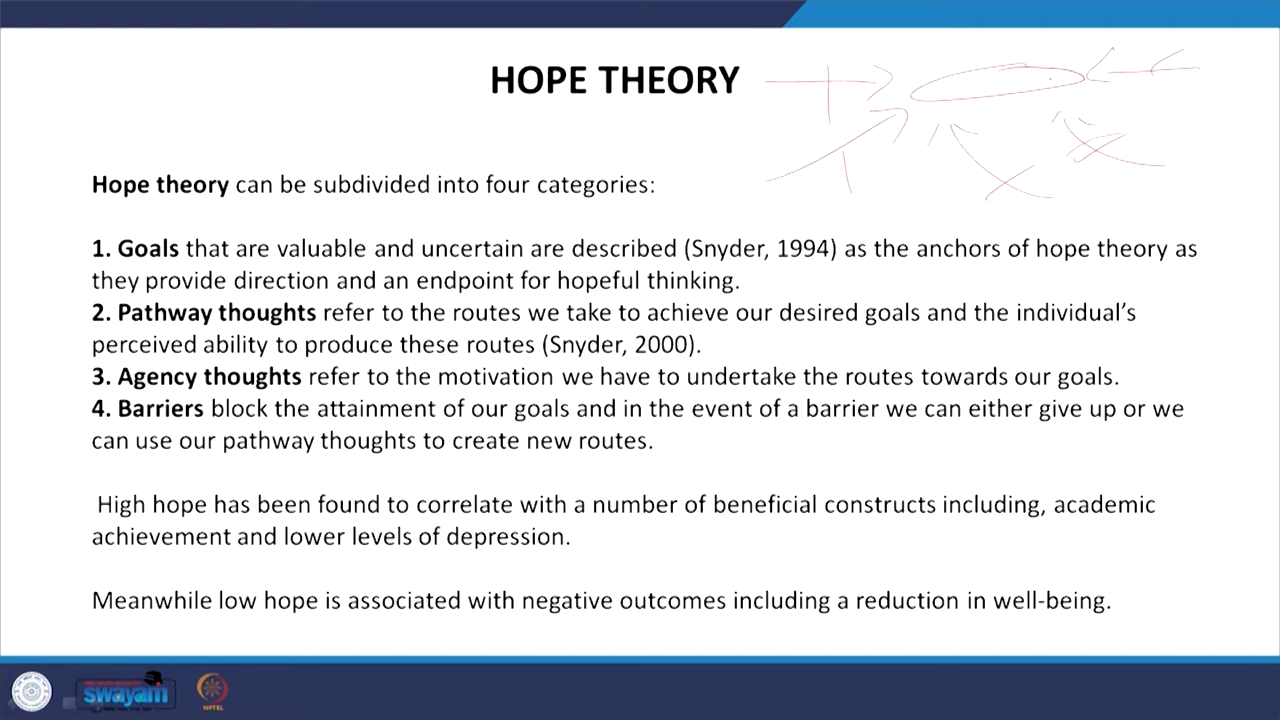 HOPE THEORY
Hope theory can be subdivided into four categories:
1. Goals that are valuable and uncertain are described (Snyder, 1994) as the anchors of hope theory as
they provide direction and an endpoint for hopeful thinking.
2. Pathway thoughts refer to the routes we take to achieve our desired goals and the individual’s
perceived ability to produce these routes (Snyder, 2000).
3. Agency thoughts refer to the motivation we have to undertake the routes towards our goals.
4. Barriers block the attainment of our goals and in the event of a barrier we can either give up or we
can use our pathway thoughts to create new routes.
High hope has been found to correlate with a number of beneficial constructs including, academic
achievement and lower levels of depression.
Meanwhile low hope is associated with negative outcomes including a reduction in well-being.
swayam
NPTEL